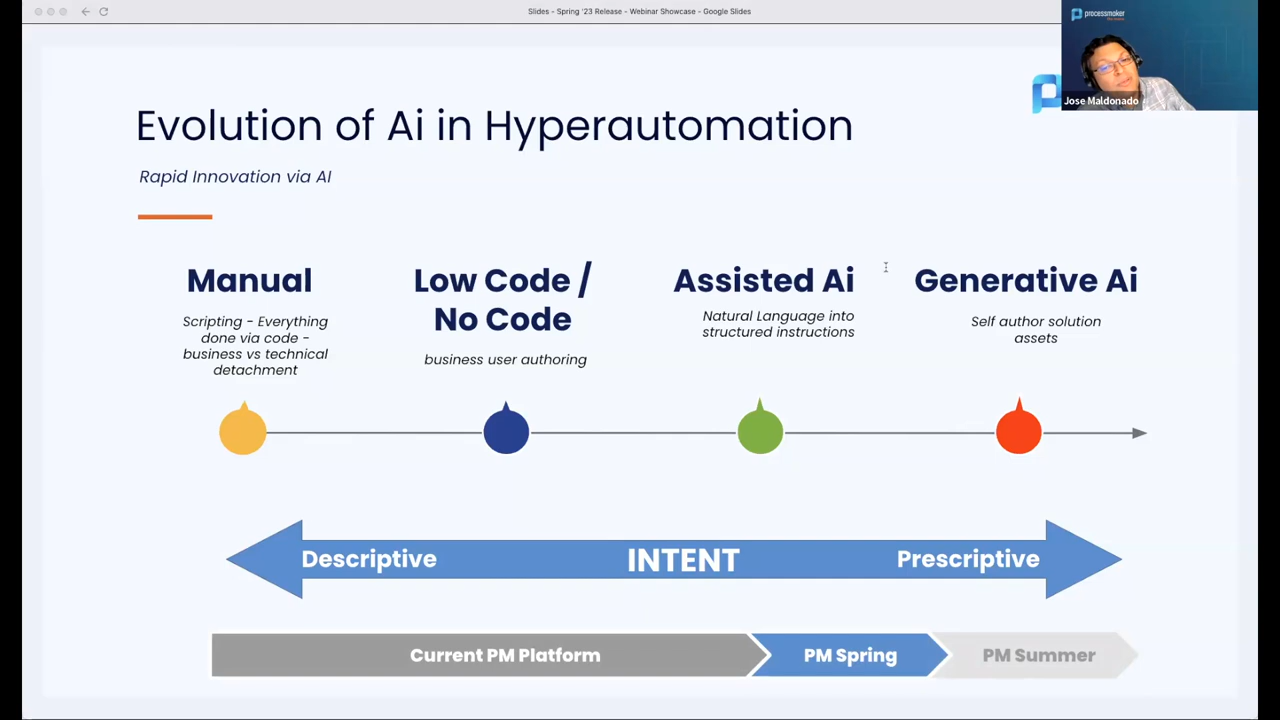 Slides - Spring '23 Release - Webinar Showcase - Google Slides
processmaker
Jose Maldonado
Evolution of Ai in Hyperautomation
Rapid Innovation via AI
Manual
Scripting - Everything
done via code -
business vs technical
detachment
Low Code /
No Code
business user authoring
Assisted Ai
Natural Language into
structured instructions
Generative Ai
Self author solution
assets
Descriptive
INTENT
Prescriptive
Current PM Platform
PM Spring
PM Summer